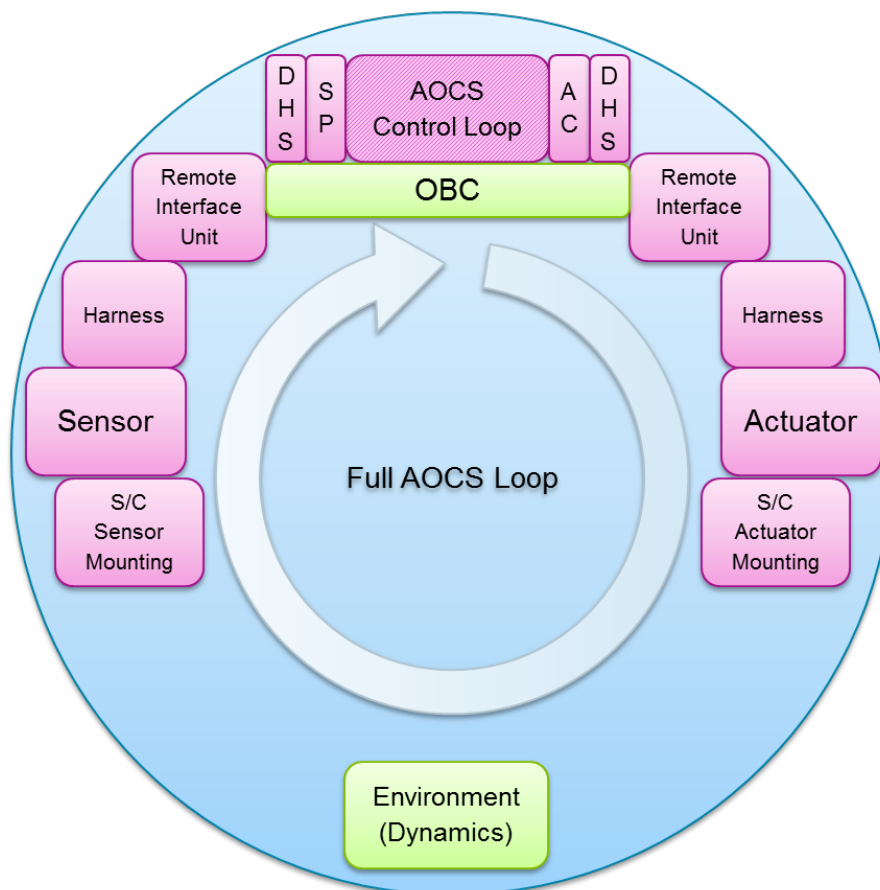 D
H
S
S
P
AOCS
Control Loop
A
C
D
H
S
OBC
Remote
Interface
Unit
Remote
Interface
Unit
Harness
Harness
Sensor
Actuator
Full AOCS Loop
S/C
Sensor
Mounting
S/C
Actuator
Mounting
Environment
(Dynamics)